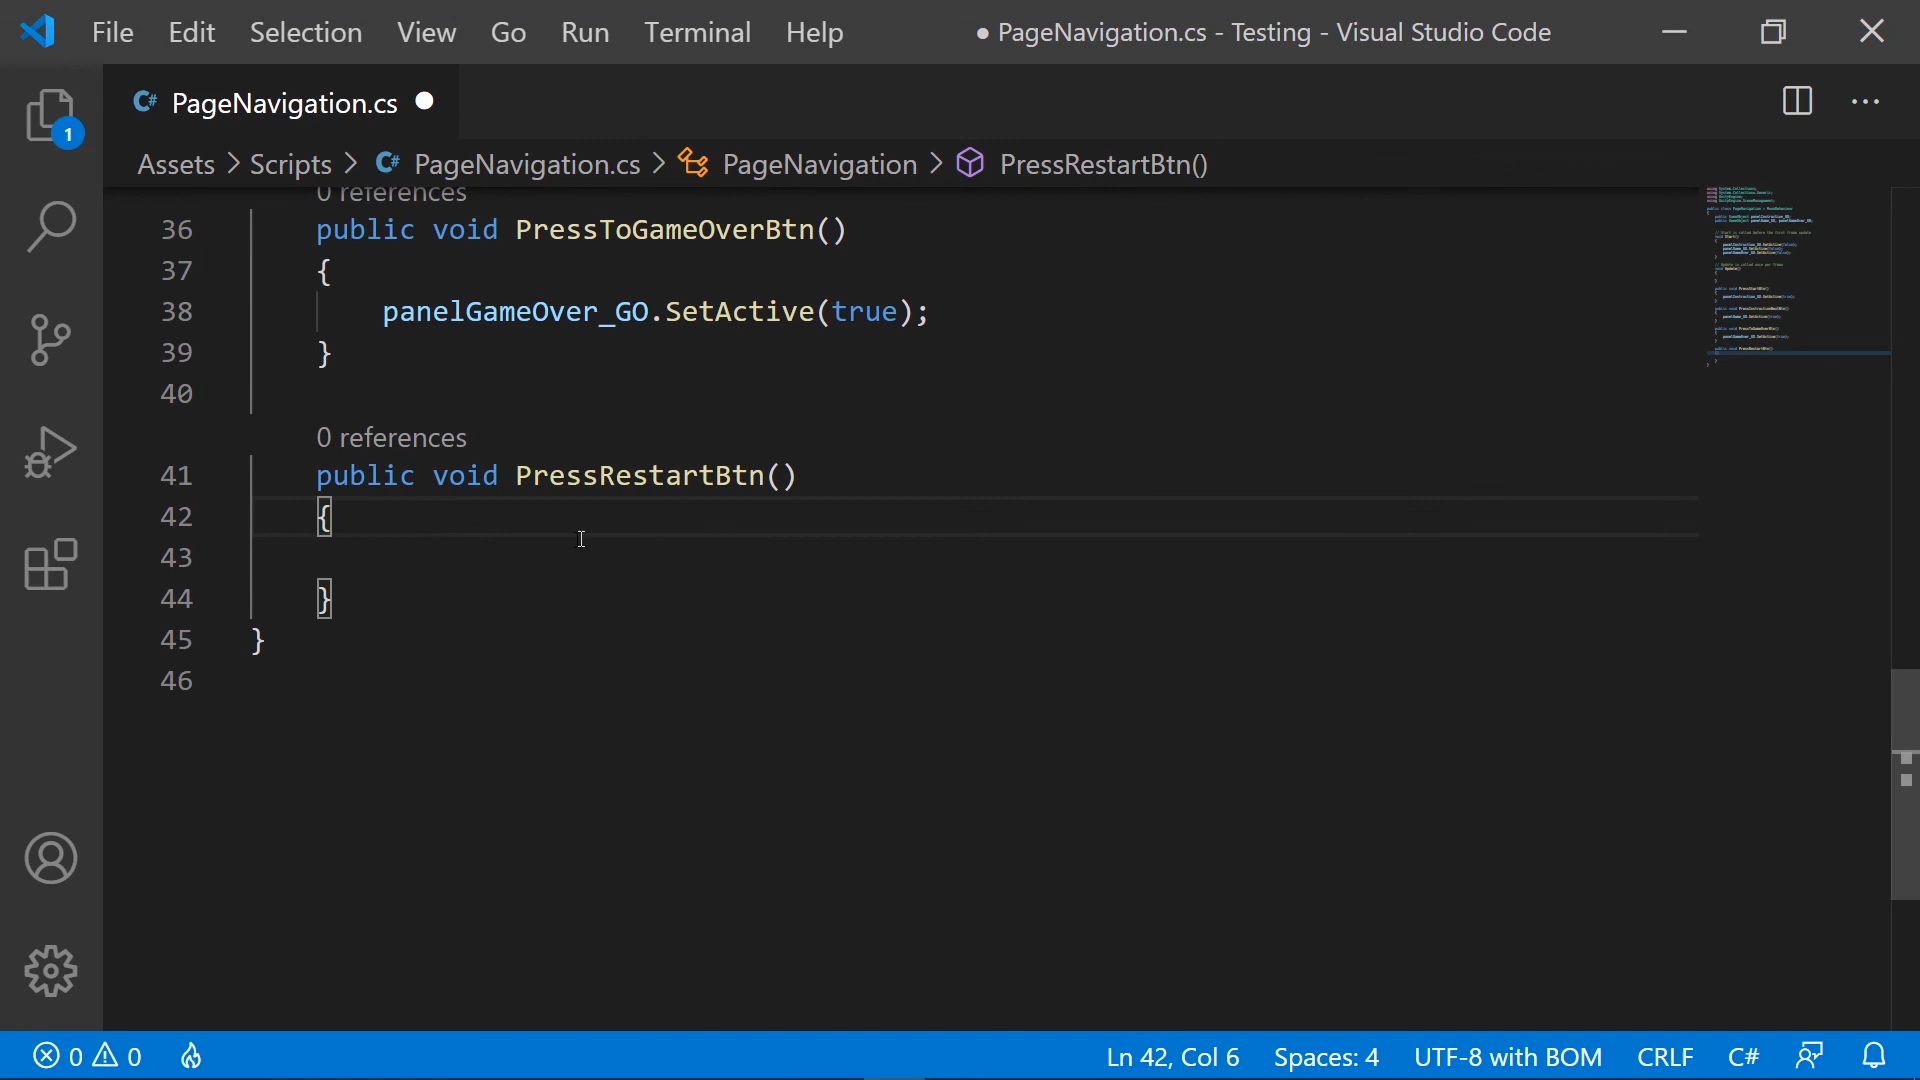 File Edit Selection View Go Run Terminal Help ● PageNavigation.cs - Testing - Visual Studio Code
C# PageNavigation.cs
1
Assets > Scripts > C# PageNavigation.cs > PageNavigation > PressRestartBtn()
0 references
36 public void PressToGameOverBtn()
37 {
38 panelGameOver_GO.SetActive(true);
39 }
40
0 references
41 public void PressRestartBtn()
42 {
43
44 }
45 }
46
0 0 Ln 42, Col 6 Spaces: 4 UTF-8 with BOM CRLF C#